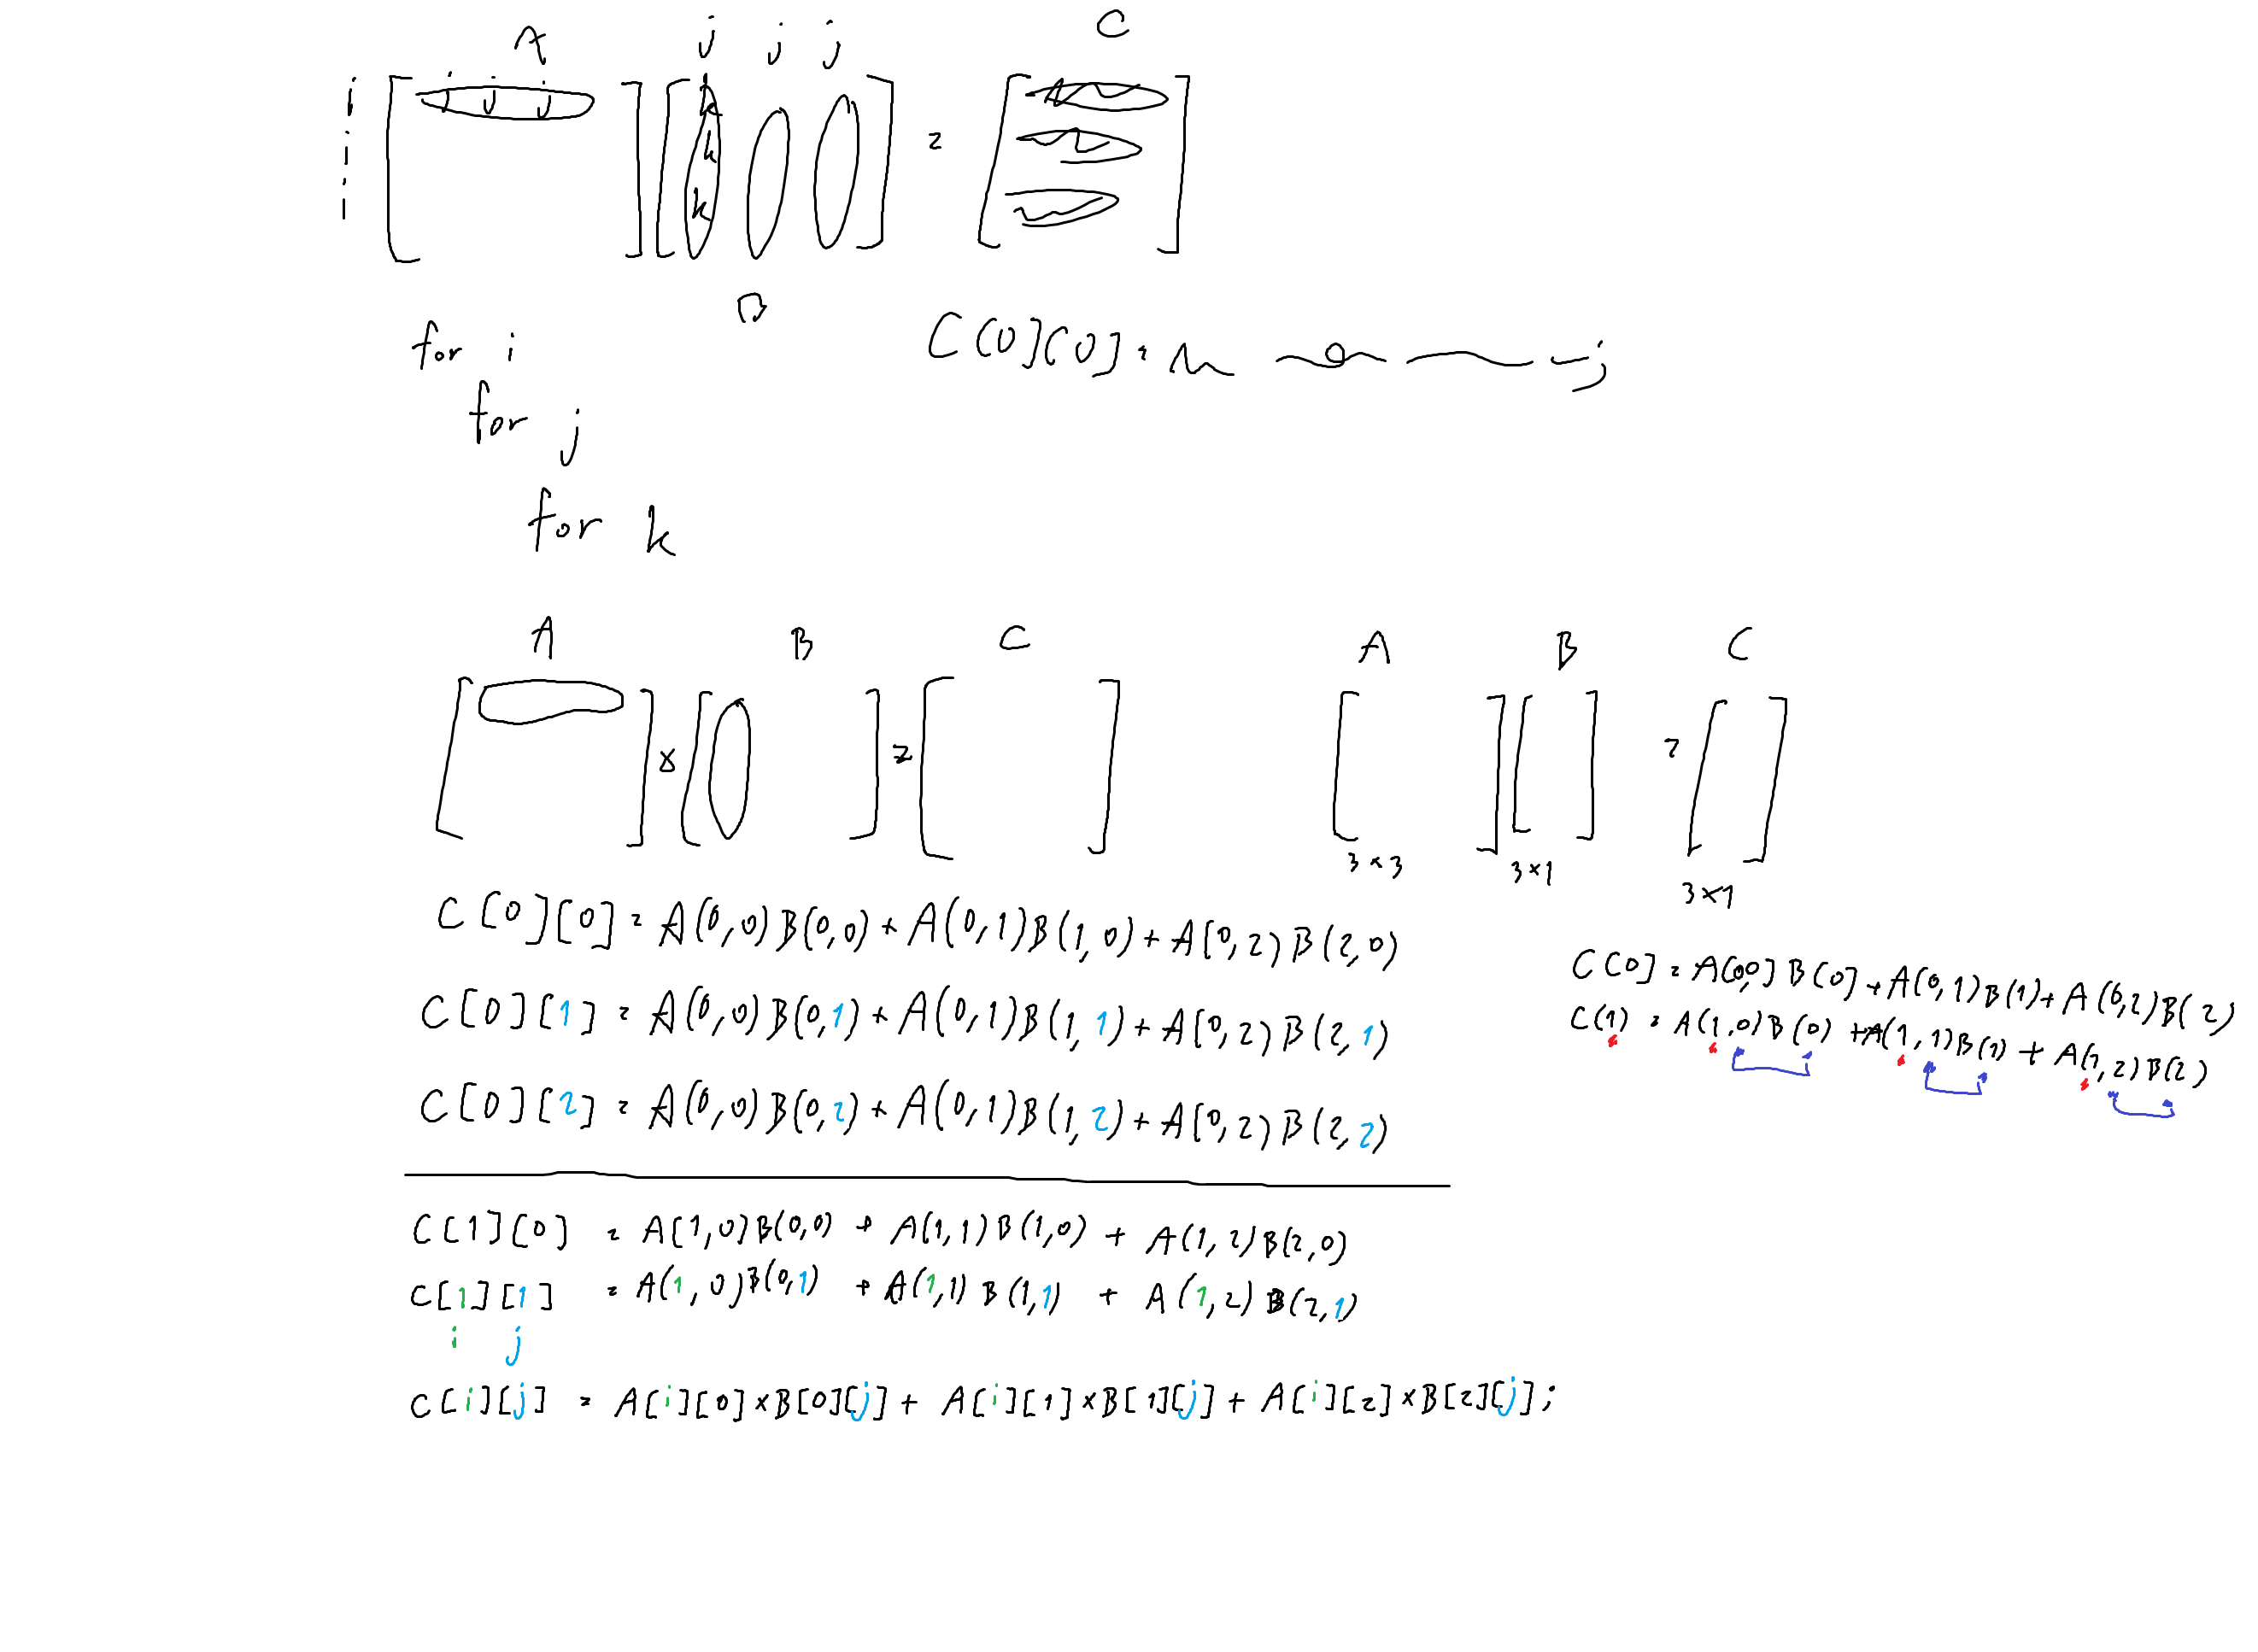 A j j j C
i j j j
i k
i k =
i k
B
for i C[0][0] =
for j
for k
A B C A B C
× = =
3×3 3×1 3×1
C[0][0] = A(0,0)B(0,0) + A(0,1)B(1,0) + A[0,2)B(2,0)
C[0][1] = A(0,0)B(0,1) + A(0,1)B(1,1) + A[0,2)B(2,1)
C[0][2] = A(0,0)B(0,2) + A(0,1)B(1,2) + A[0,2)B(2,2)
C(0] = A(0,0]B(0] + A(0,1)B(1) + A(0,2)B(2)
C(1) = A(1,0)B(0) + A(1,1)B(1) + A(1,2)B(2)
C[1][0] = A[1,0)B(0,0) + A(1,1)B(1,0) + A(1,2)B(2,0)
C[1][1] = A(1,0)B(0,1) + A(1,1)B(1,1) + A(1,2)B(2,1)
i j
C[i][j] = A[i][0]×B[0][j] + A[i][1]×B[1][j] + A[i][2]×B[2][j];